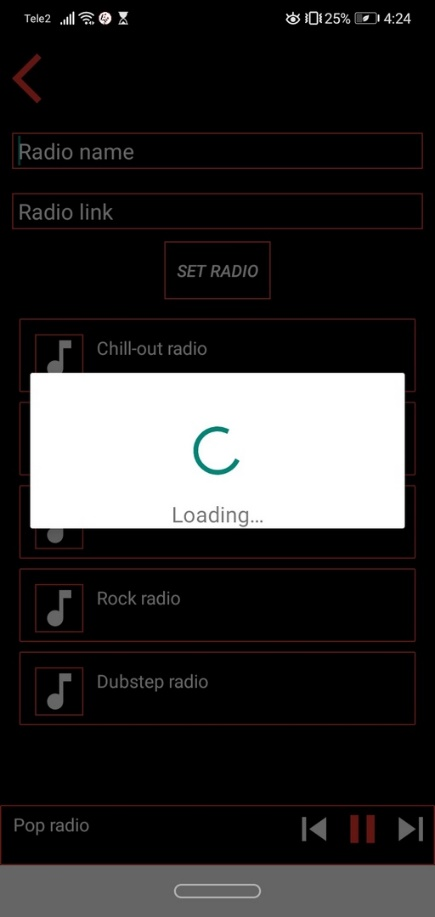 Tele2 25% 4:24
Radio name
Radio link
SET RADIO
Chill-out radio
Loading...
Rock radio
Dubstep radio
Pop radio